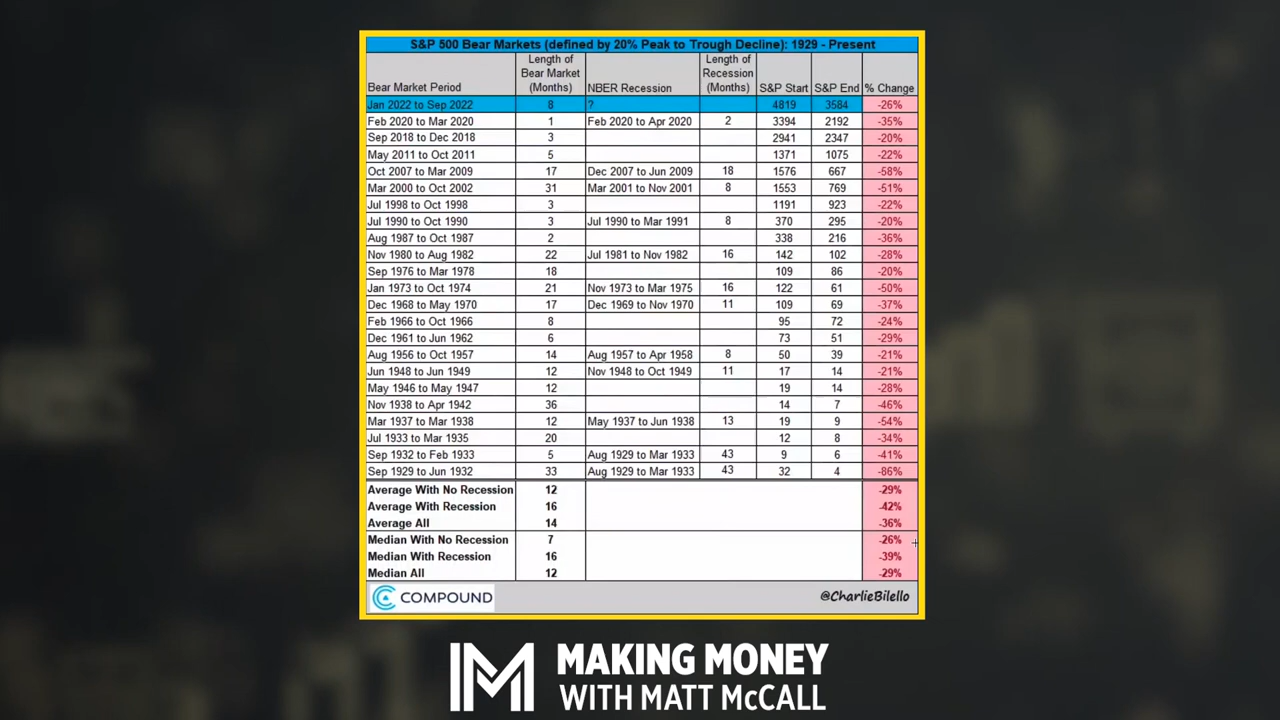 S&P 500 Bear Markets (defined by 20% Peak to Trough Decline): 1929 - Present
Bear Market Period Length of Bear Market (Months) NBER Recession Length of Recession (Months) S&P Start S&P End % Change
Jan 2022 to Sep 2022 8 ? 4819 3584 -26%
Feb 2020 to Mar 2020 1 Feb 2020 to Apr 2020 2 3394 2192 -35%
Sep 2018 to Dec 2018 3 2941 2347 -20%
May 2011 to Oct 2011 5 1371 1075 -22%
Oct 2007 to Mar 2009 17 Dec 2007 to Jun 2009 18 1576 667 -58%
Mar 2000 to Oct 2002 31 Mar 2001 to Nov 2001 8 1553 769 -51%
Jul 1998 to Oct 1998 3 1191 923 -22%
Jul 1990 to Oct 1990 3 Jul 1990 to Mar 1991 8 370 295 -20%
Aug 1987 to Oct 1987 2 338 216 -36%
Nov 1980 to Aug 1982 22 Jul 1981 to Nov 1982 16 142 102 -28%
Sep 1976 to Mar 1978 18 109 86 -20%
Jan 1973 to Oct 1974 21 Nov 1973 to Mar 1975 16 122 61 -50%
Dec 1968 to May 1970 17 Dec 1969 to Nov 1970 11 109 69 -37%
Feb 1966 to Oct 1966 8 95 72 -24%
Dec 1961 to Jun 1962 6 73 51 -29%
Aug 1956 to Oct 1957 14 Aug 1957 to Apr 1958 8 50 39 -21%
Jun 1948 to Jun 1949 12 Nov 1948 to Oct 1949 11 17 14 -21%
May 1946 to May 1947 12 19 14 -28%
Nov 1938 to Apr 1942 36 14 7 -46%
Mar 1937 to Mar 1938 12 May 1937 to Jun 1938 13 19 9 -54%
Jul 1933 to Mar 1935 20 12 8 -34%
Sep 1932 to Feb 1933 5 Aug 1929 to Mar 1933 43 9 6 -41%
Sep 1929 to Jun 1932 33 Aug 1929 to Mar 1933 43 32 4 -86%
Average With No Recession 12 -29%
Average With Recession 16 -42%
Average All 14 -36%
Median With No Recession 7 -26%
Median With Recession 16 -39%
Median All 12 -29%
COMPOUND @CharlieBilello
MAKING MONEY
WITH MATT McCALL